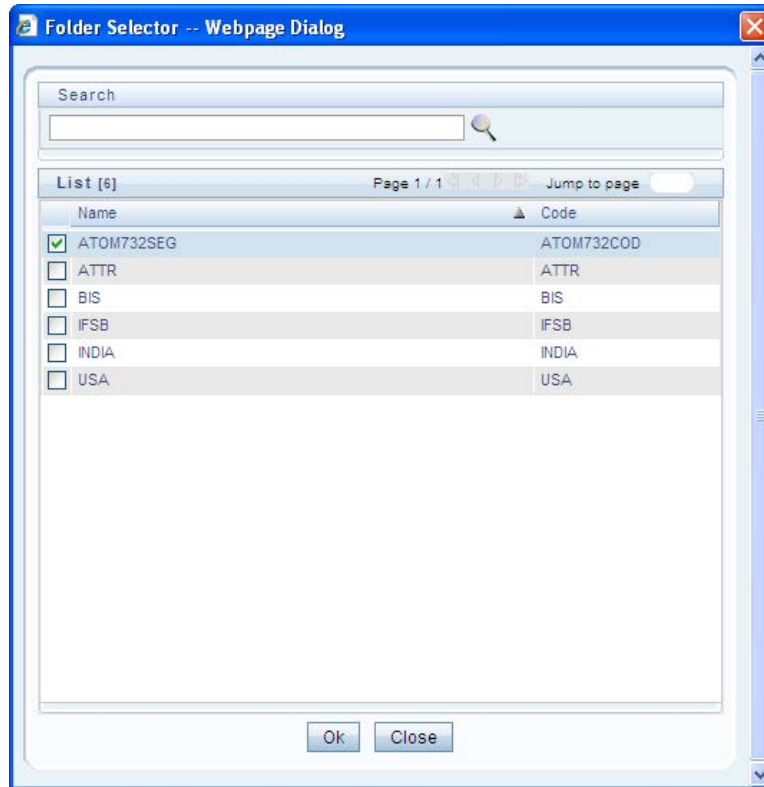 Folder Selector -- Webpage Dialog
Search
List [6] Page 1 / 1 Jump to page
Name Code
ATOM732SEG ATOM732COD
ATTR ATTR
BIS BIS
IFSB IFSB
INDIA INDIA
USA USA
Ok Close